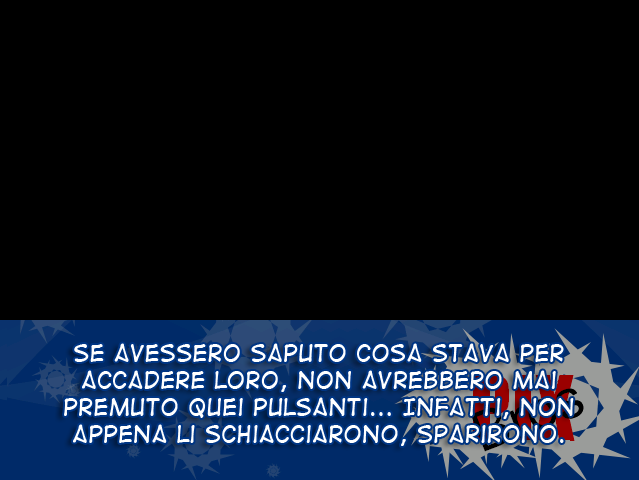 SE AVESSERO SAPUTO COSA STAVA PER
ACCADERE LORO, NON AVREBBERO MAI
PREMUTO QUEI PULSANTI... INFATTI, NON
APPENA LI SCHIACCIARONO, SPARIRONO.